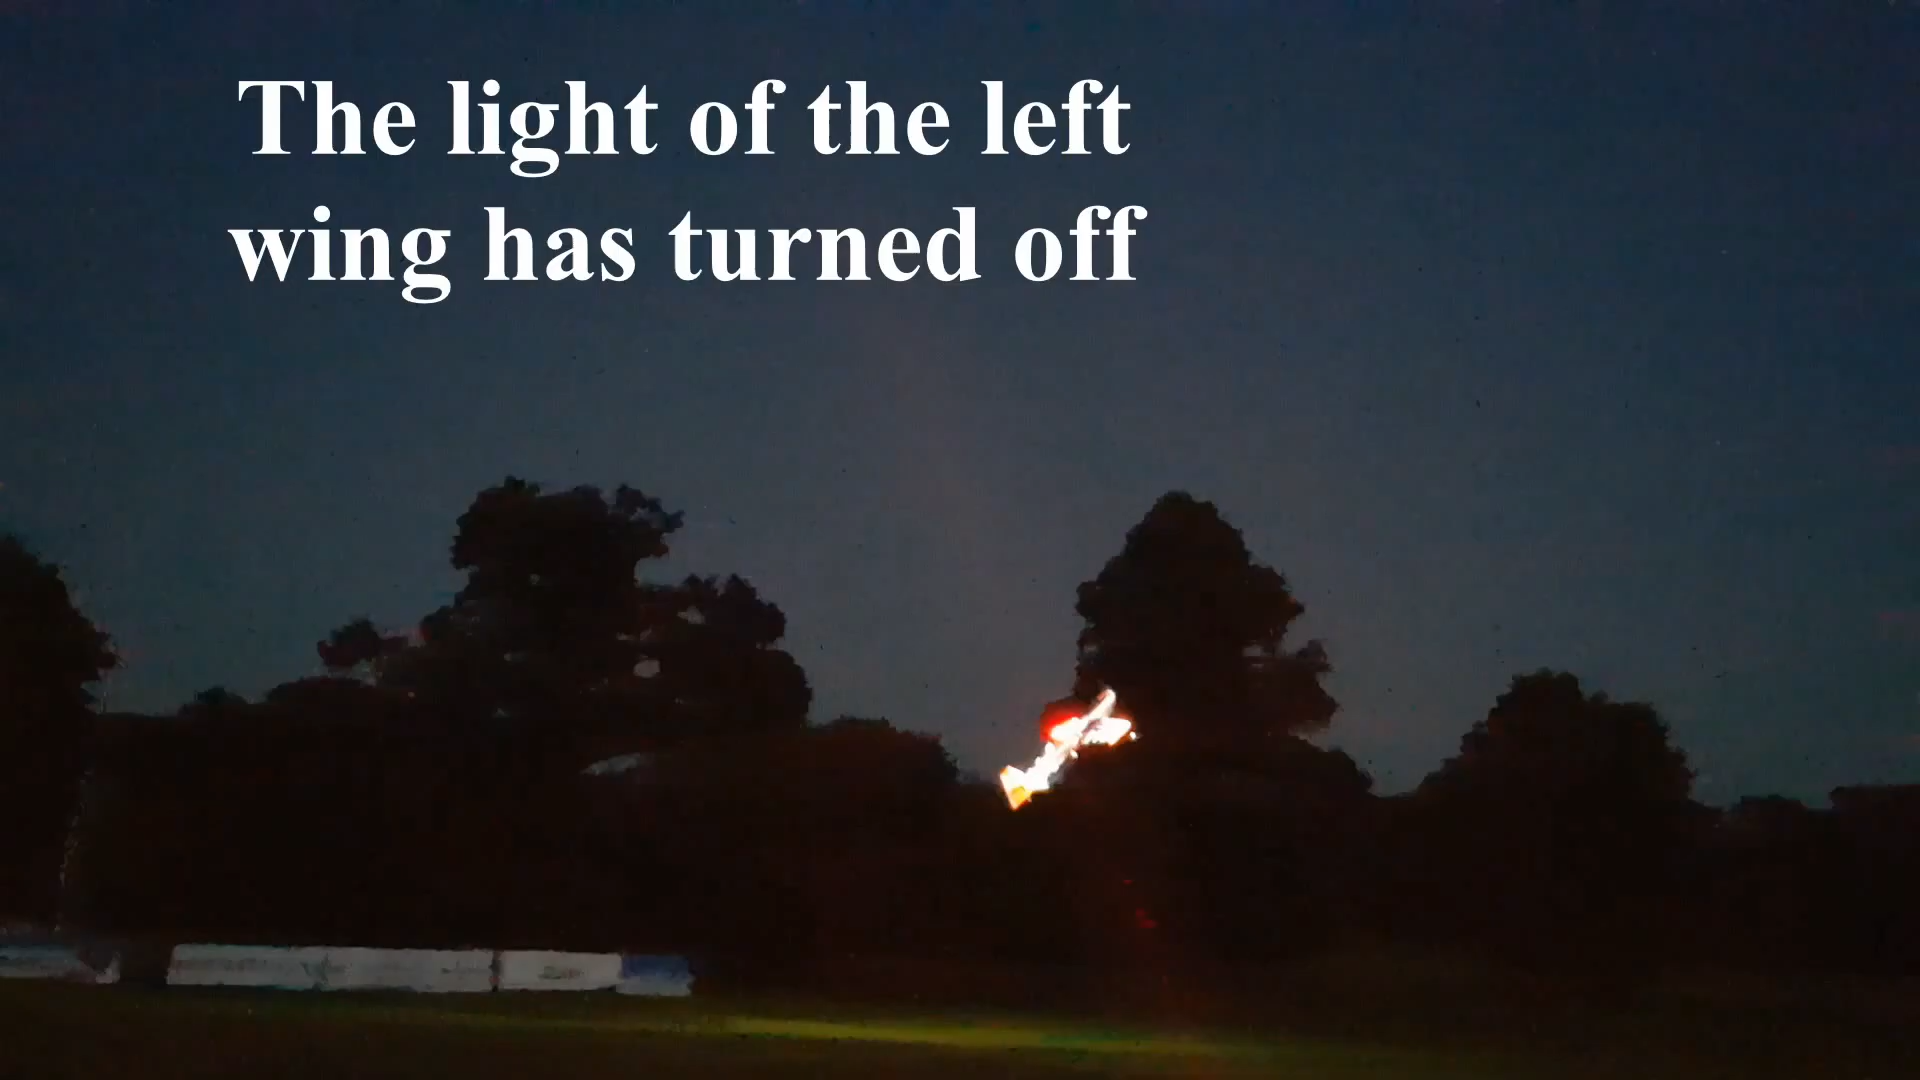 The light of the left
wing has turned off